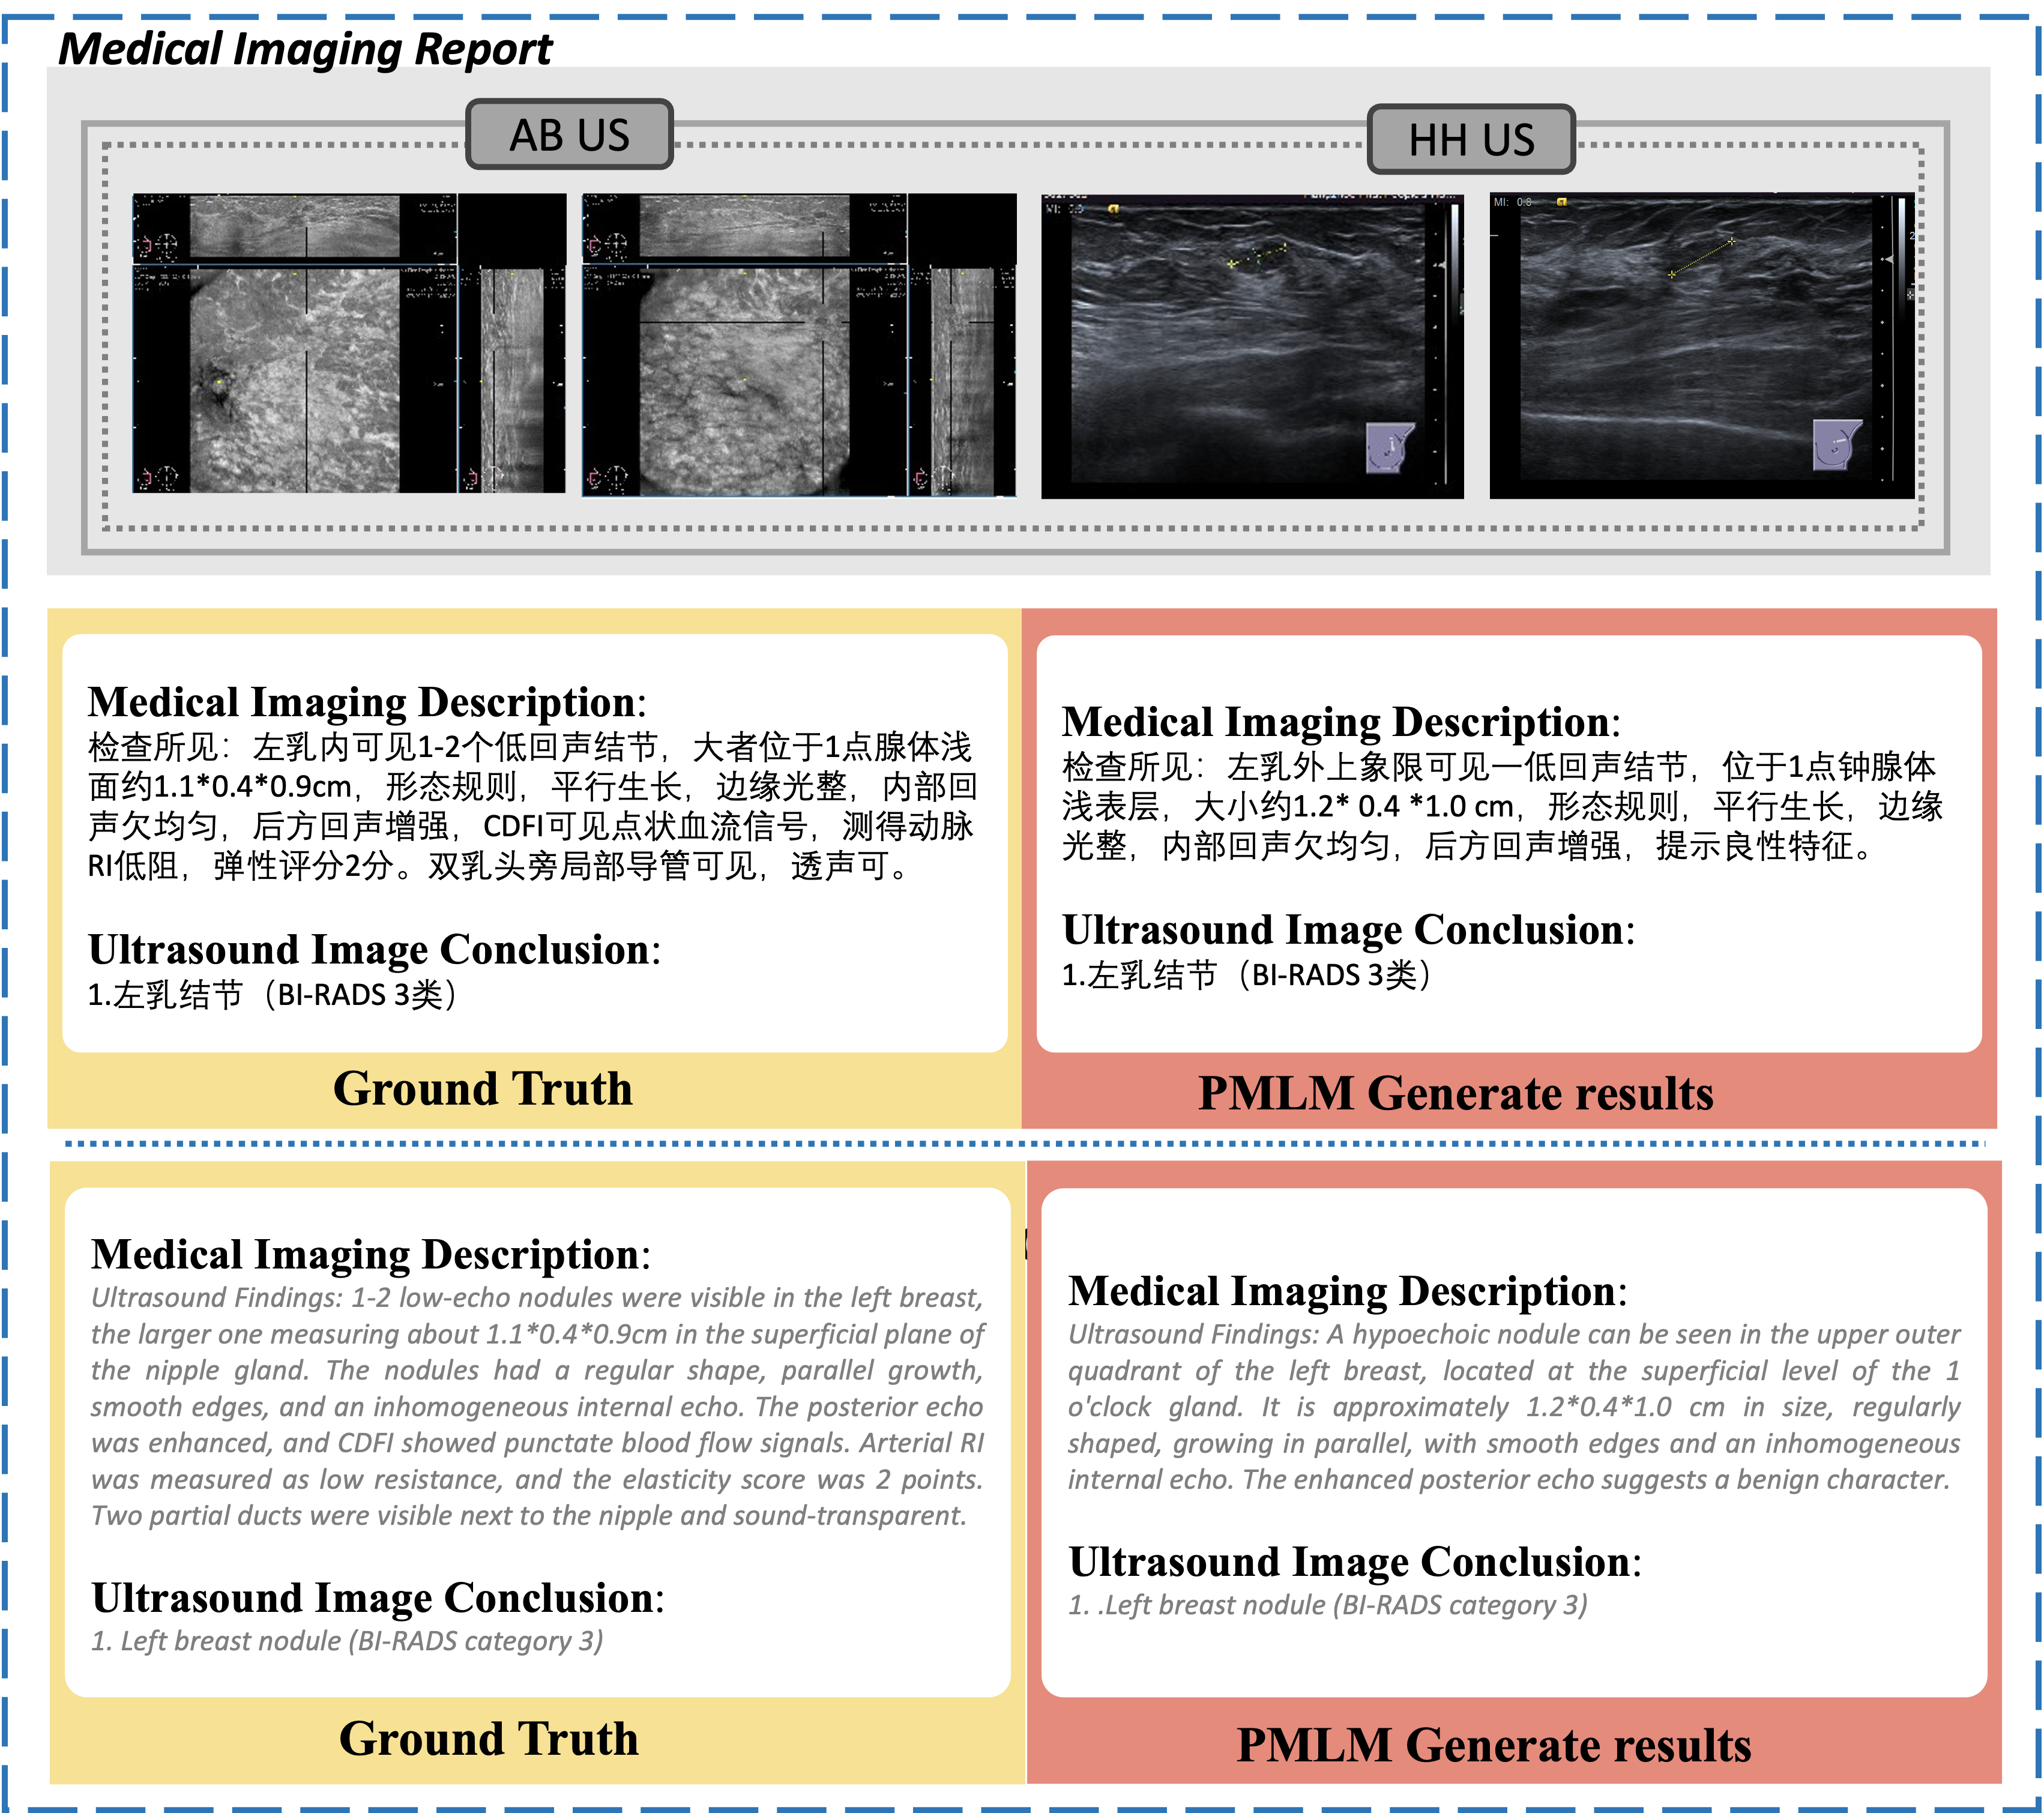 Medical Imaging Report
AB US
HH US
MI: 0.8
Medical Imaging Description:
检查所见：左乳内可见1-2个低回声结节，大者位于1点腺体浅
面约1.1*0.4*0.9cm，形态规则，平行生长，边缘光整，内部回
声欠均匀，后方回声增强，CDFI可见点状血流信号，测得动脉
RI低阻，弹性评分2分。双乳头旁局部导管可见，透声可。
Ultrasound Image Conclusion:
1.左乳结节（BI-RADS 3类）
Ground Truth
Medical Imaging Description:
检查所见：左乳外上象限可见一低回声结节，位于1点钟腺体
浅表层，大小约1.2* 0.4 *1.0 cm，形态规则，平行生长，边缘
光整，内部回声欠均匀，后方回声增强，提示良性特征。
Ultrasound Image Conclusion:
1.左乳结节（BI-RADS 3类）
PMLM Generate results
Medical Imaging Description:
Ultrasound Findings: 1-2 low-echo nodules were visible in the left breast,
the larger one measuring about 1.1*0.4*0.9cm in the superficial plane of
the nipple gland. The nodules had a regular shape, parallel growth,
smooth edges, and an inhomogeneous internal echo. The posterior echo
was enhanced, and CDFI showed punctate blood flow signals. Arterial RI
was measured as low resistance, and the elasticity score was 2 points.
Two partial ducts were visible next to the nipple and sound-transparent.
Ultrasound Image Conclusion:
1. Left breast nodule (BI-RADS category 3)
Ground Truth
Medical Imaging Description:
Ultrasound Findings: A hypoechoic nodule can be seen in the upper outer
quadrant of the left breast, located at the superficial level of the 1
o'clock gland. It is approximately 1.2*0.4*1.0 cm in size, regularly
shaped, growing in parallel, with smooth edges and an inhomogeneous
internal echo. The enhanced posterior echo suggests a benign character.
Ultrasound Image Conclusion:
1. .Left breast nodule (BI-RADS category 3)
PMLM Generate results